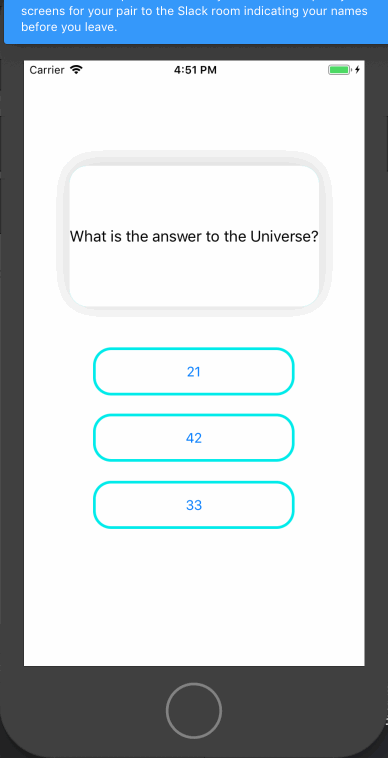 screens for your pair to the Slack room indicating your names
before you leave.
Carrier 4:51 PM
What is the answer to the Universe?
21
42
33